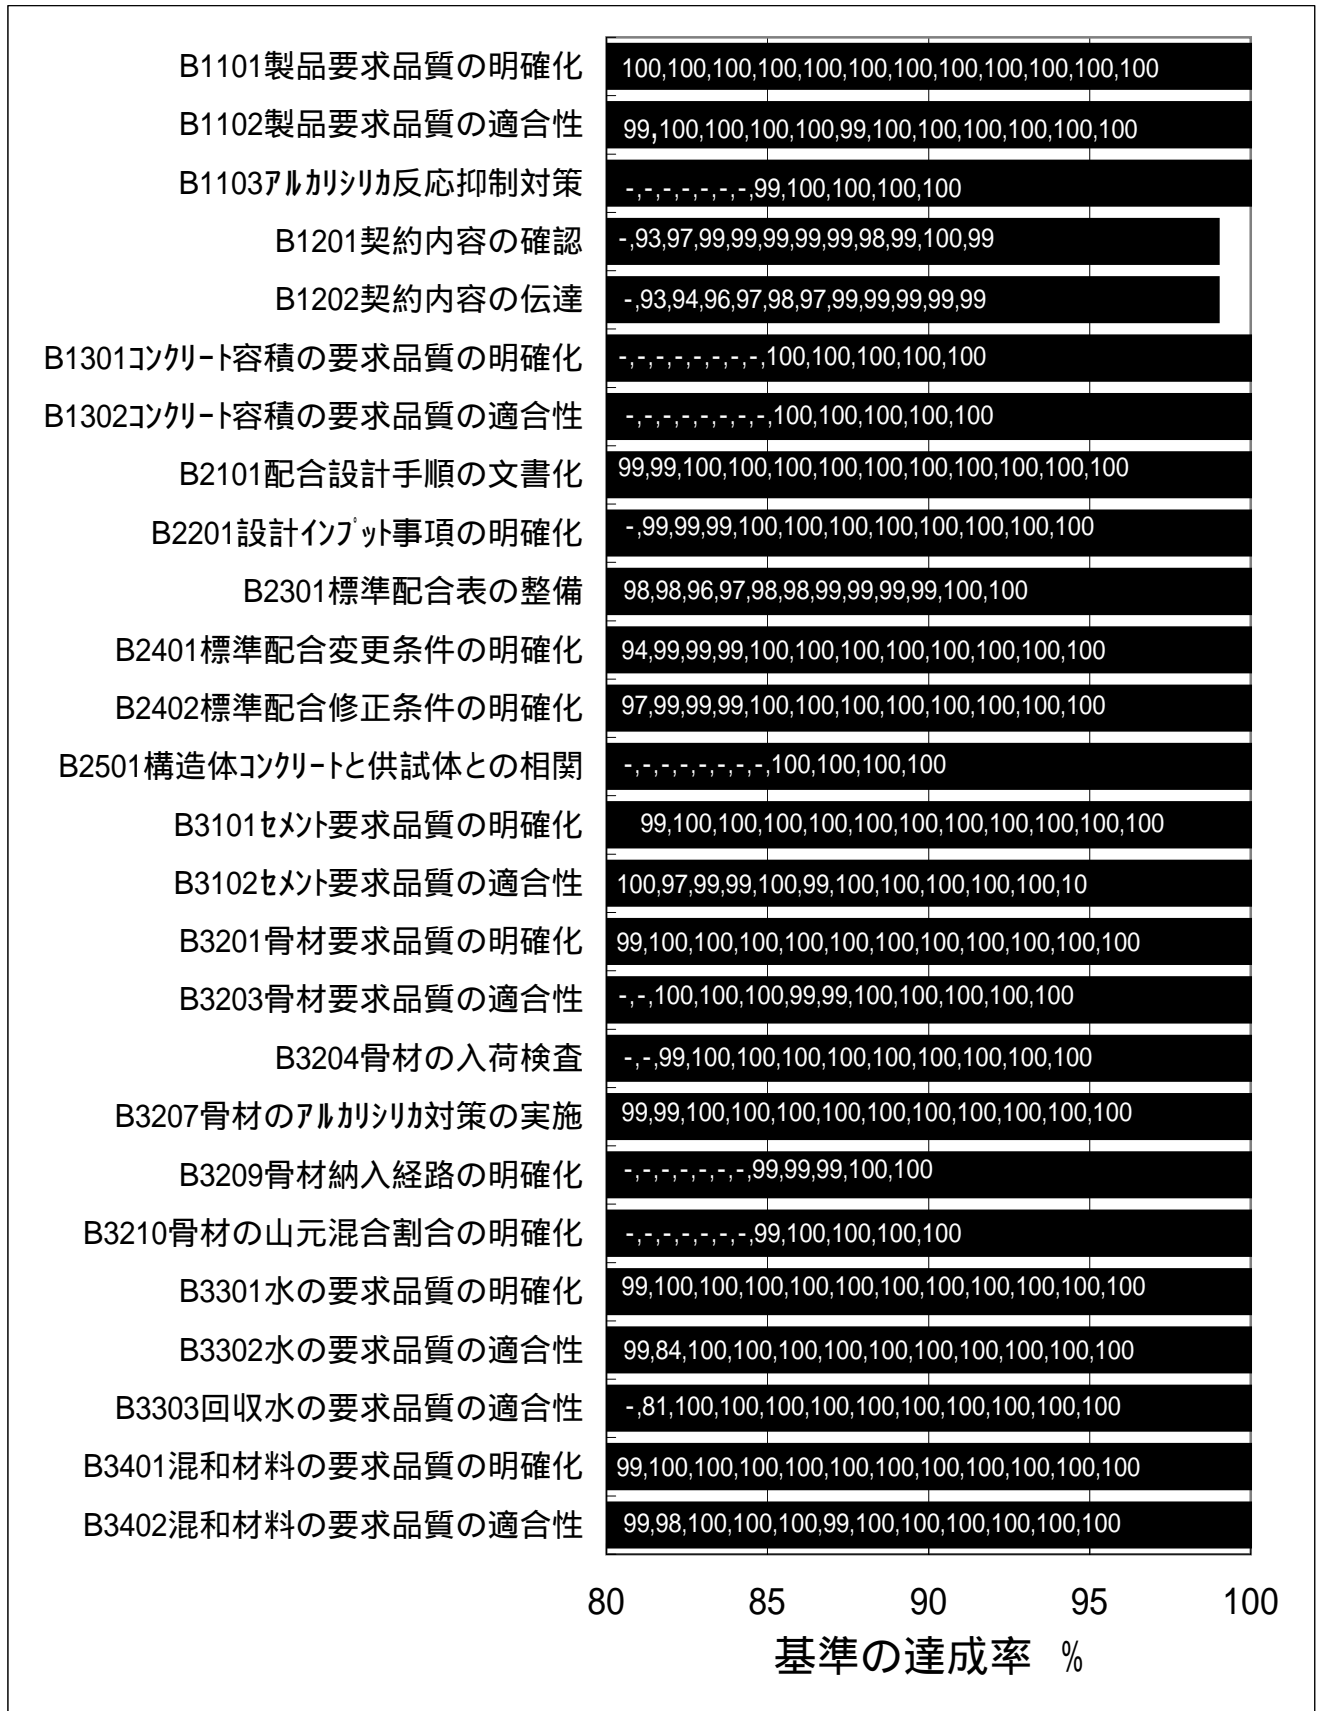 B1101製品要求品質の明確化 100,100,100,100,100,100,100,100,100,100,100,100
B1102製品要求品質の適合性 99,100,100,100,100,99,100,100,100,100,100,100
B1103ｱﾙｶﾘｼﾘｶ反応抑制対策 -,-,-,-,-,-,-,99,100,100,100,100
B1201契約内容の確認 -,93,97,99,99,99,99,99,98,99,100,99
B1202契約内容の伝達 -,93,94,96,97,98,97,99,99,99,99,99
B1301ｺﾝｸﾘｰﾄ容積の要求品質の明確化 -,-,-,-,-,-,-,-,100,100,100,100,100
B1302ｺﾝｸﾘｰﾄ容積の要求品質の適合性 -,-,-,-,-,-,-,-,100,100,100,100,100
B2101配合設計手順の文書化 99,99,100,100,100,100,100,100,100,100,100,100
B2201設計ｲﾝﾌﾟｯﾄ事項の明確化 -,99,99,99,100,100,100,100,100,100,100,100
B2301標準配合表の整備 98,98,96,97,98,98,99,99,99,99,100,100
B2401標準配合変更条件の明確化 94,99,99,99,100,100,100,100,100,100,100,100
B2402標準配合修正条件の明確化 97,99,99,99,100,100,100,100,100,100,100,100
B2501構造体ｺﾝｸﾘｰﾄと供試体との相関 -,-,-,-,-,-,-,-,100,100,100,100
B3101ｾﾒﾝﾄ要求品質の明確化 99,100,100,100,100,100,100,100,100,100,100,100
B3102ｾﾒﾝﾄ要求品質の適合性 100,97,99,99,100,99,100,100,100,100,100,10
B3201骨材要求品質の明確化 99,100,100,100,100,100,100,100,100,100,100,100
B3203骨材要求品質の適合性 -,-,100,100,100,99,99,100,100,100,100,100
B3204骨材の入荷検査 -,-,99,100,100,100,100,100,100,100,100,100
B3207骨材のｱﾙｶﾘｼﾘｶ対策の実施 99,99,100,100,100,100,100,100,100,100,100,100
B3209骨材納入経路の明確化 -,-,-,-,-,-,-,99,99,99,100,100
B3210骨材の山元混合割合の明確化 -,-,-,-,-,-,-,99,100,100,100,100
B3301水の要求品質の明確化 99,100,100,100,100,100,100,100,100,100,100,100
B3302水の要求品質の適合性 99,84,100,100,100,100,100,100,100,100,100,100
B3303回収水の要求品質の適合性 -,81,100,100,100,100,100,100,100,100,100,100
B3401混和材料の要求品質の明確化 99,100,100,100,100,100,100,100,100,100,100,100
B3402混和材料の要求品質の適合性 99,98,100,100,100,99,100,100,100,100,100,100
80 85 90 95 100
基準の達成率 %